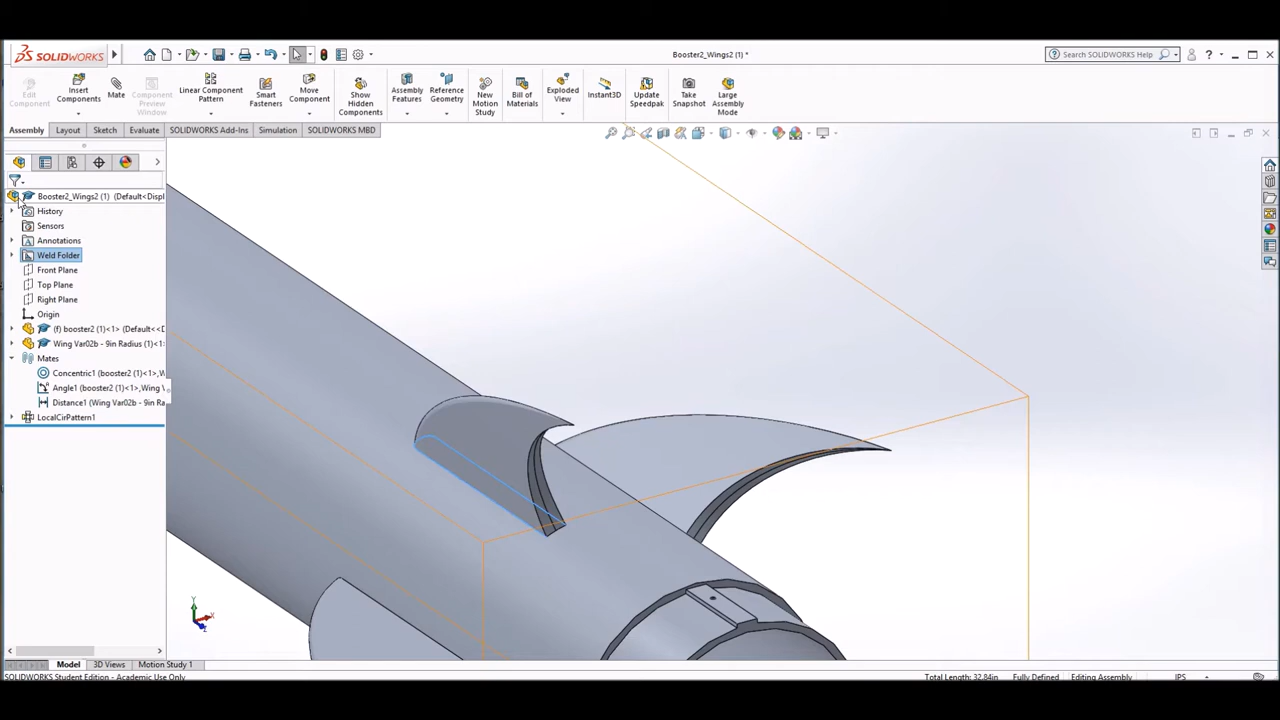 SOLIDWORKS
Booster2_Wings2 (1) *
Search SOLIDWORKS
?
Edit Component
Insert Components
Mate
Component Preview Window
Linear Component Pattern
Smart Fasteners
Move Component
Show Hidden Components
Assembly Features
Reference Geometry
New Motion Study
Bill of Materials
Exploded View
Instant3D
Update Speedpak
Take Snapshot
Large Assembly Mode
Assembly Layout Sketch Evaluate SOLIDWORKS Add-Ins Simulation SOLIDWORKS MBD
Booster2_Wings2 (1) (Default<Displ
History
Sensors
Annotations
Weld Folder
Front Plane
Top Plane
Right Plane
Origin
(f) booster2 (1)<1> (Default<<D
Wing Var02b - 9in Radius (1)<1>
Mates
Concentric1 (booster2 (1)<1>,W
Angle1 (booster2 (1)<1>,Wing V
Distance1 (Wing Var02b - 9in Ra
LocalCirPattern1
Y
X
Z
Model 3D Views Motion Study 1
SOLIDWORKS Student Edition - Academic Use Only
Total Length: 32.84in Fully Defined Editing Assembly IPS